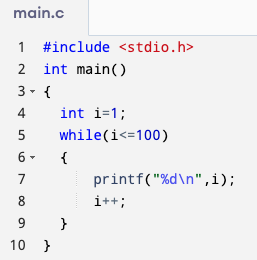 main.c
1 #include <stdio.h>
2 int main()
3 {
4 int i=1;
5 while(i<=100)
6 {
7 printf("%d\n",i);
8 i++;
9 }
10 }